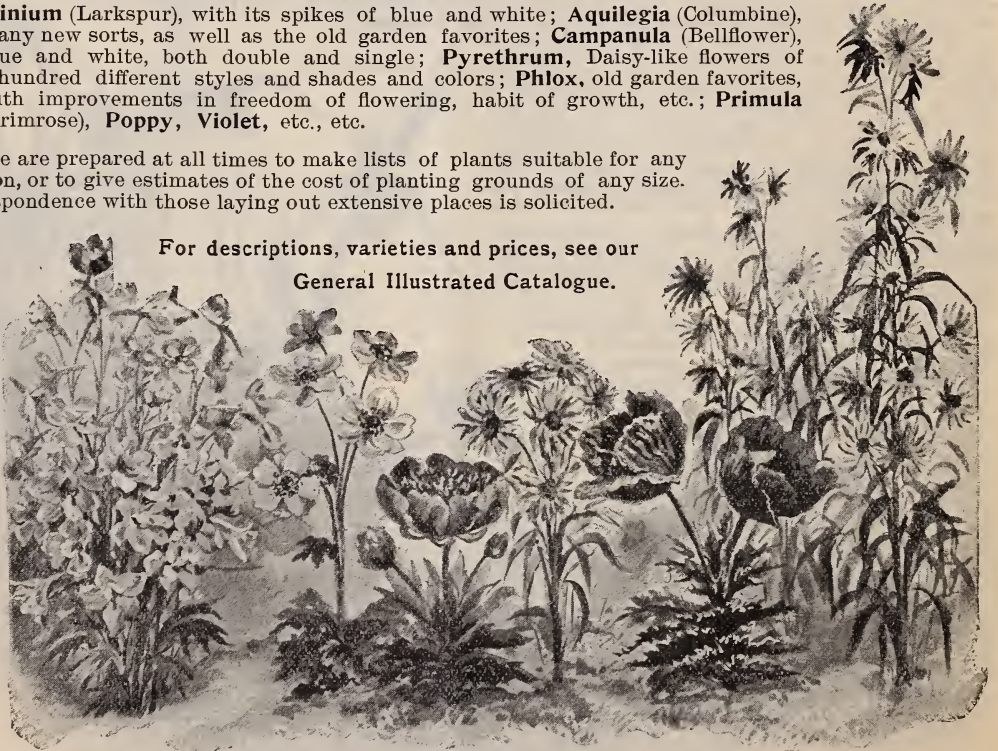 inium (Larkspur), with its spikes of blue and white; Aquilegia (Columbine),
any new sorts, as well as the old garden favorites; Campanula (Bellflower),
ue and white, both double and single; Pyrethrum, Daisy-like flowers of
hundred different styles and shades and colors; Phlox, old garden favorites,
th improvements in freedom of flowering, habit of growth, etc.; Primula
rimrose), Poppy, Violet, etc., etc.
e are prepared at all times to make lists of plants suitable for any
on, or to give estimates of the cost of planting grounds of any size.
pondence with those laying out extensive places is solicited.
For descriptions, varieties and prices, see our
General Illustrated Catalogue.